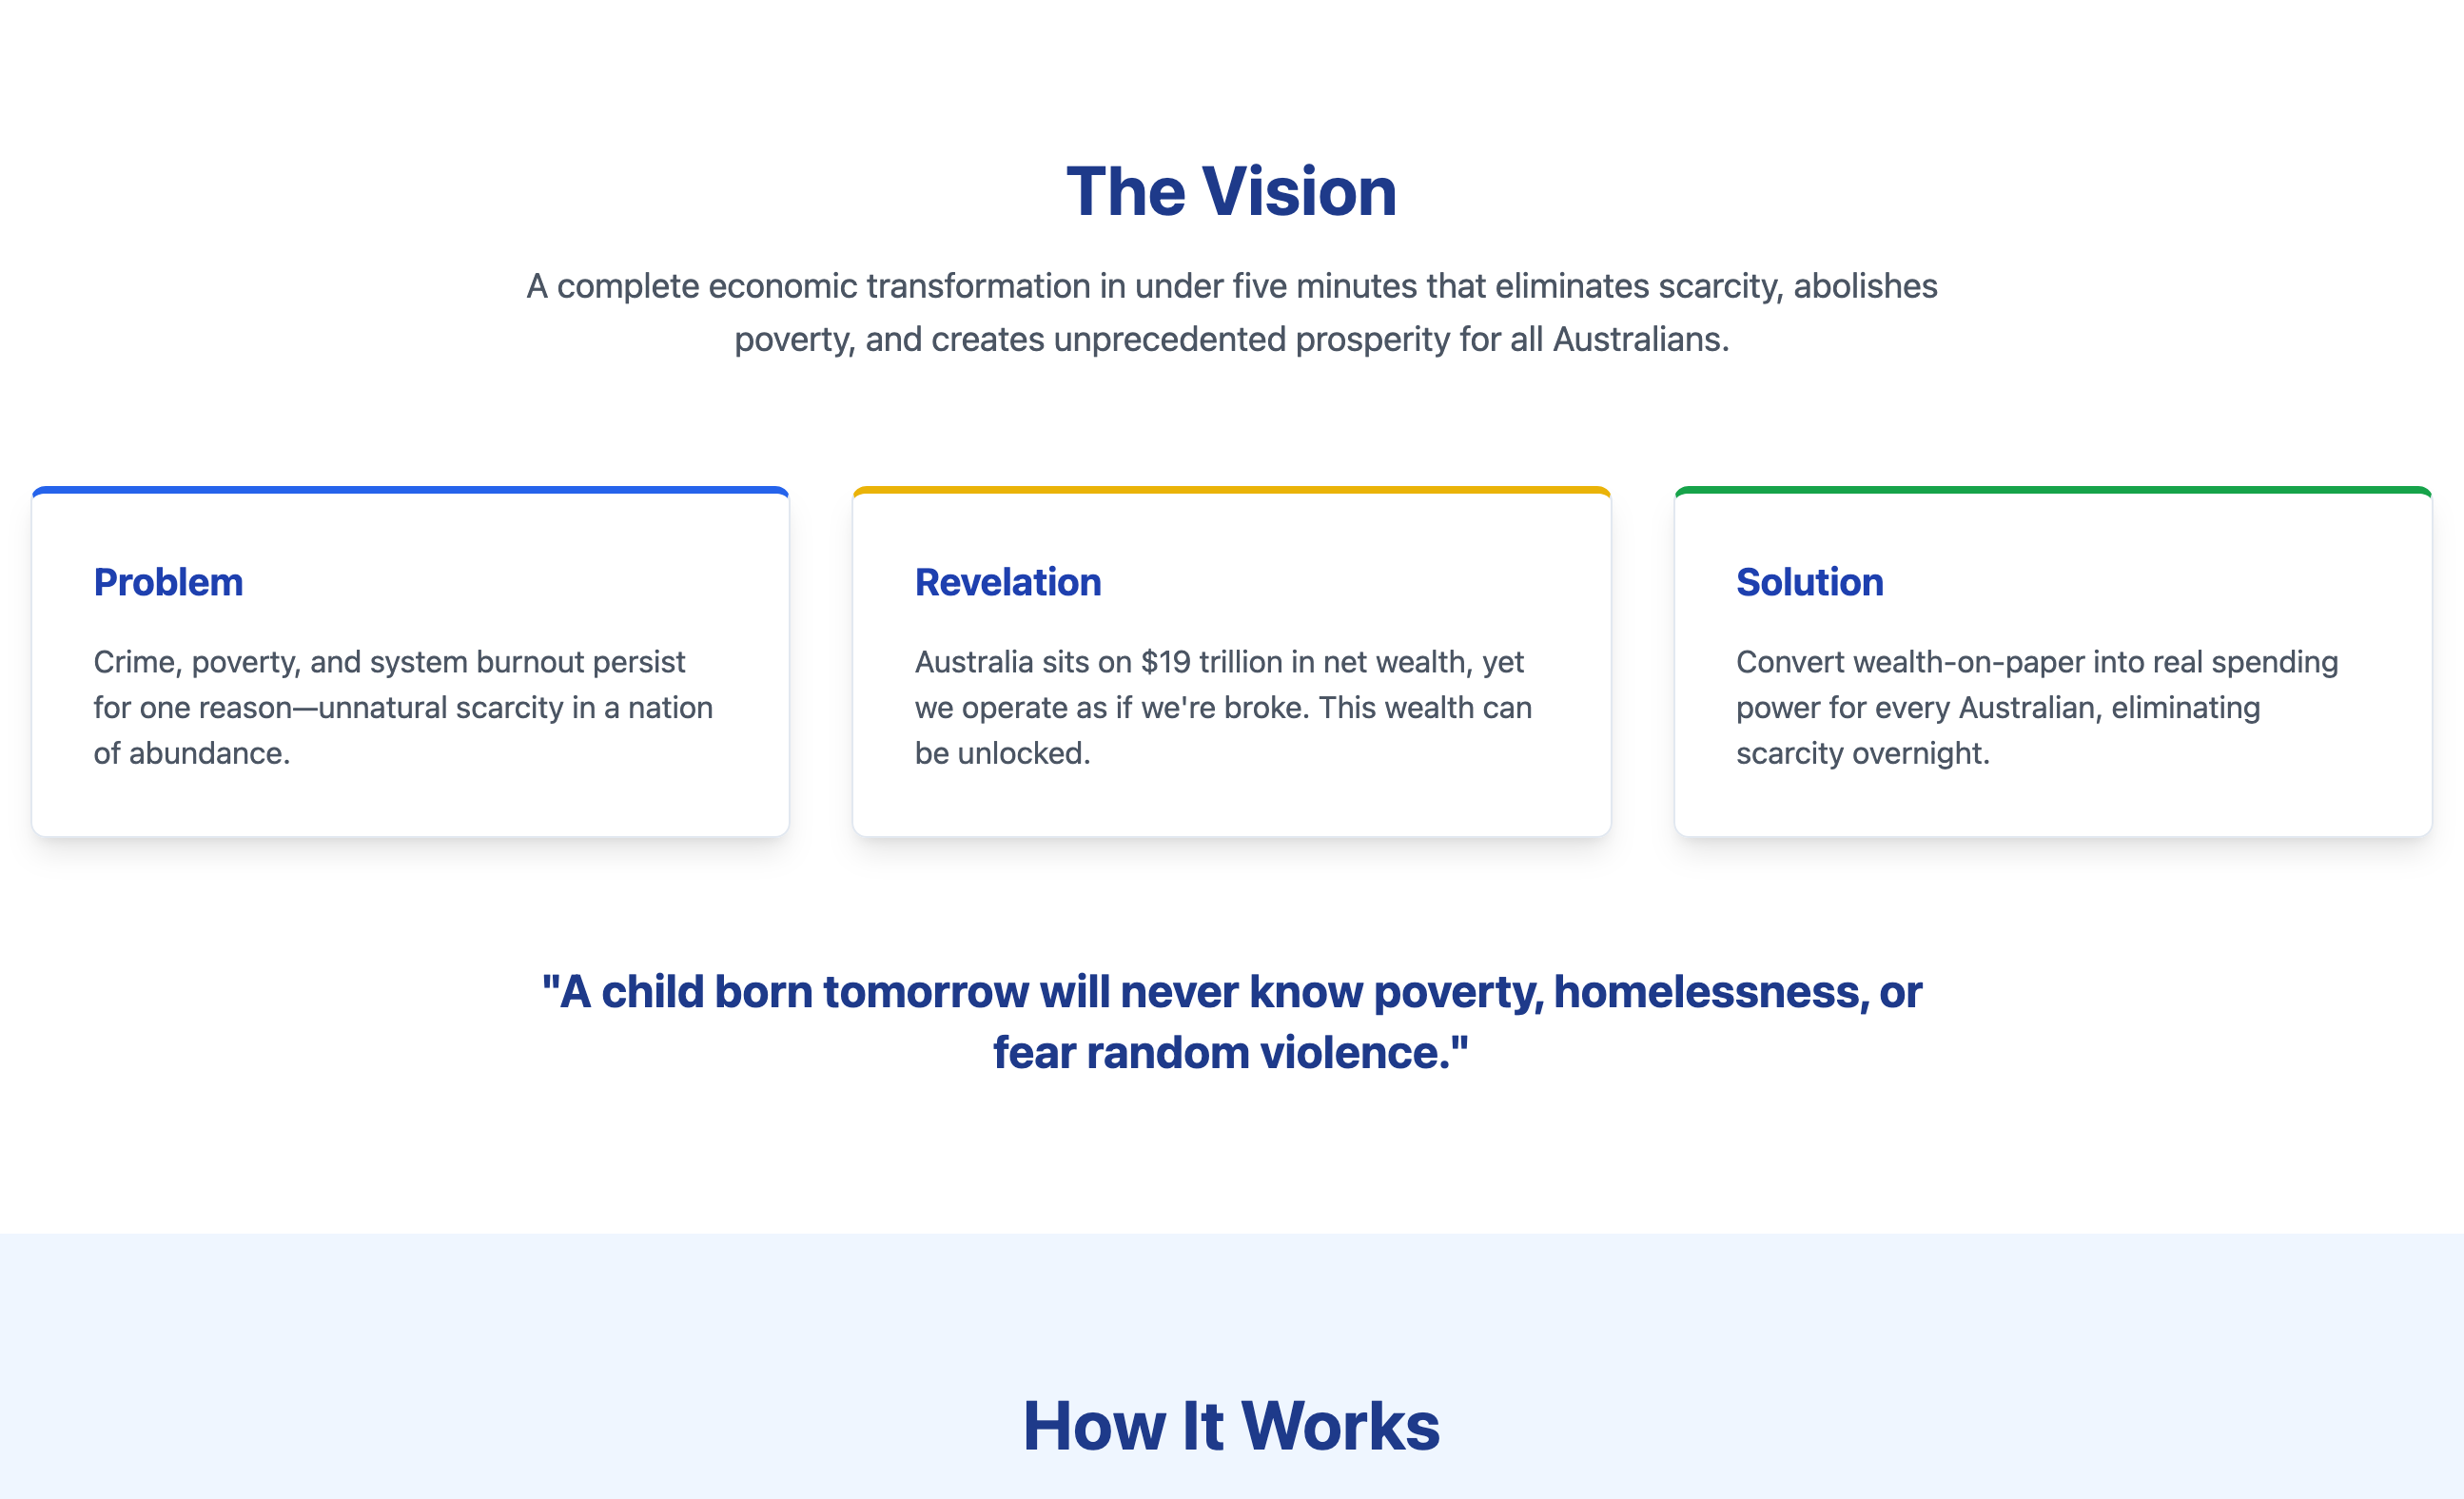 The Vision
A complete economic transformation in under five minutes that eliminates scarcity, abolishes
poverty, and creates unprecedented prosperity for all Australians.
Problem
Crime, poverty, and system burnout persist
for one reason—unnatural scarcity in a nation
of abundance.
Revelation
Australia sits on $19 trillion in net wealth, yet
we operate as if we're broke. This wealth can
be unlocked.
Solution
Convert wealth-on-paper into real spending
power for every Australian, eliminating
scarcity overnight.
"A child born tomorrow will never know poverty, homelessness, or
fear random violence."
How It Works